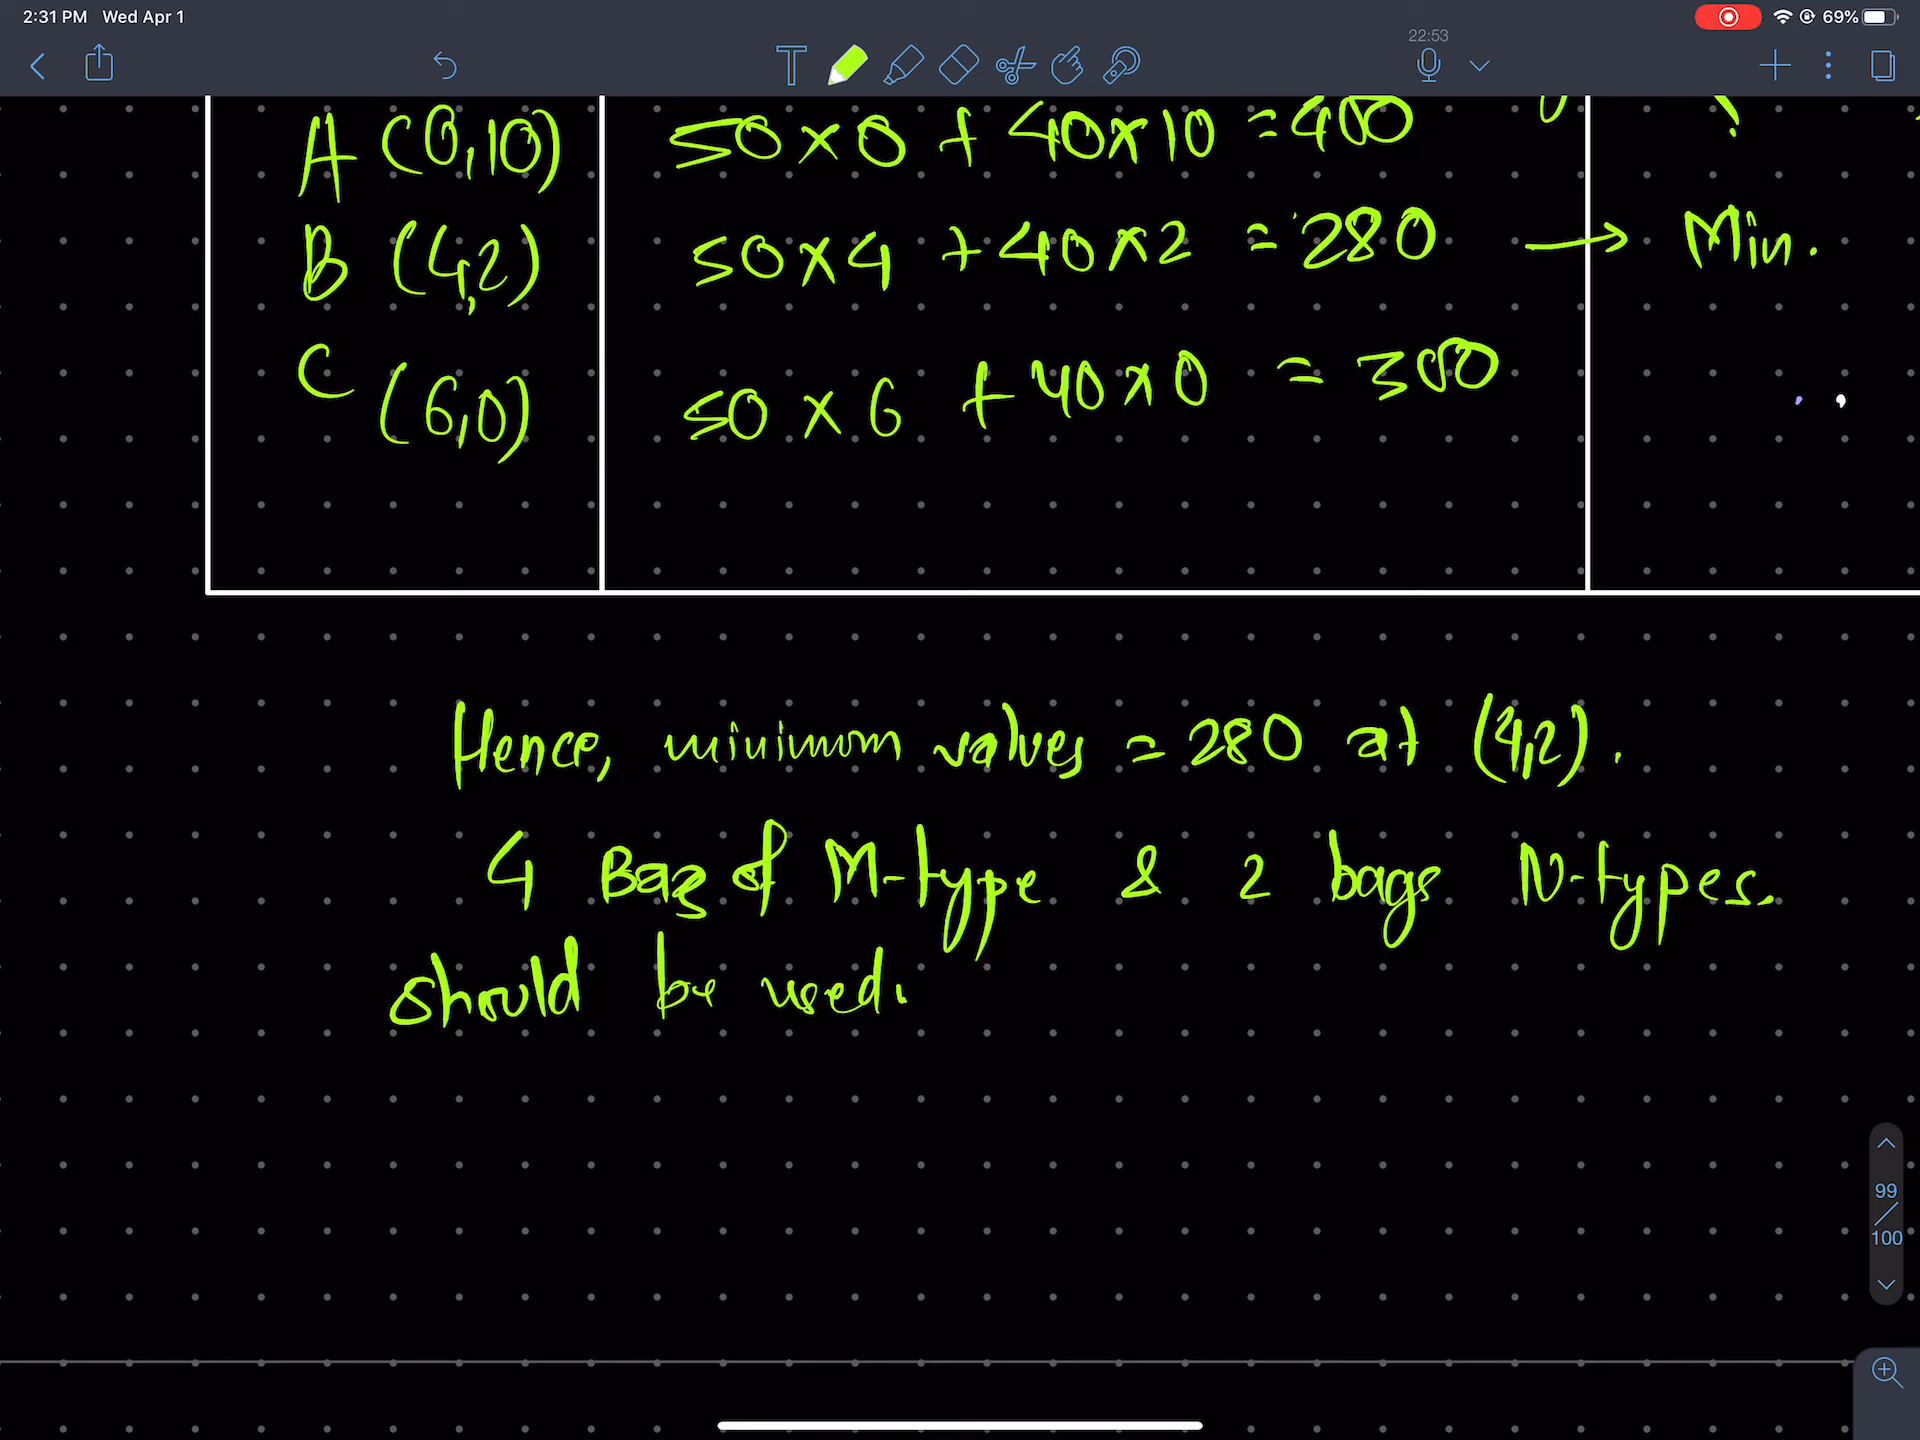 2:31 PM Wed Apr 1
69%
22:53
A (0,10) 50×0 + 40×10 = 400
B (4,2) 50×4 + 40×2 = 280 → Min.
C (6,0) 50×6 + 40×0 = 300
Hence, minimum values = 280 at (4,2).
4 Bag of M-type & 2 bags N-types.
should be used.
99
100